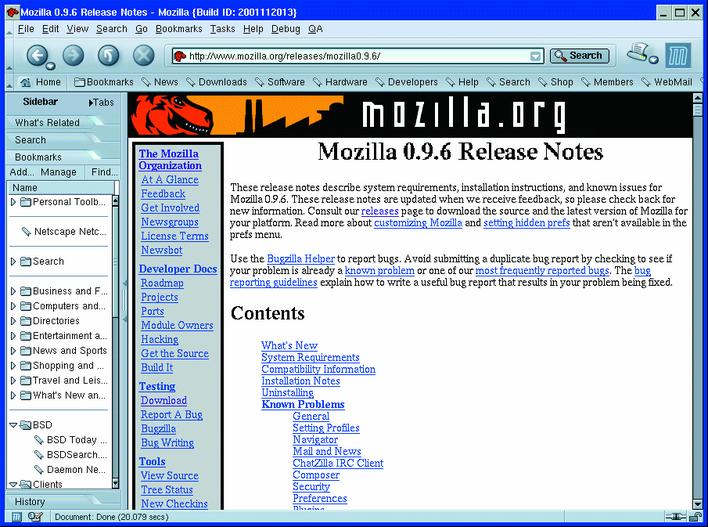 Mozilla 0.9.6 Release Notes - Mozilla {Build ID: 2001112013}
File Edit View Search Go Bookmarks Tasks Help Debug QA
http://www.mozilla.org/releases/mozilla0.9.6/ Search
Home Bookmarks News Downloads Software Hardware Developers Help Search Shop Members WebMail
Sidebar Tabs
What's Related
Search
Bookmarks
Add... Manage Find...
Name
Personal Toolb...
Netscape Netc...
Search
Business and F...
Computers and...
Directories
Entertainment a...
News and Sports
Shopping and ...
Travel and Leis...
What's New an...
BSD
BSD Today ...
BSDSearch....
Daemon Ne...
Clients
History
mozilla.org
The Mozilla
Organization
At A Glance
Feedback
Get Involved
Newsgroups
License Terms
Newsbot
Developer Docs
Roadmap
Projects
Ports
Module Owners
Hacking
Get the Source
Build It
Testing
Download
Report A Bug
Bugzilla
Bug Writing
Tools
View Source
Tree Status
New Checkins
Mozilla 0.9.6 Release Notes
These release notes describe system requirements, installation instructions, and known issues for
Mozilla 0.9.6. These release notes are updated when we receive feedback, so please check back for
new information. Consult our releases page to download the source and the latest version of Mozilla for
your platform. Read more about customizing Mozilla and setting hidden prefs that aren't available in the
prefs menu.
Use the Bugzilla Helper to report bugs. Avoid submitting a duplicate bug report by checking to see if
your problem is already a known problem or one of our most frequently reported bugs. The bug
reporting guidelines explain how to write a useful bug report that results in your problem being fixed.
Contents
What's New
System Requirements
Compatibility Information
Installation Notes
Uninstalling
Known Problems
General
Setting Profiles
Navigator
Mail and News
ChatZilla IRC Client
Composer
Security
Preferences
Plugins
Document: Done (20.079 secs)